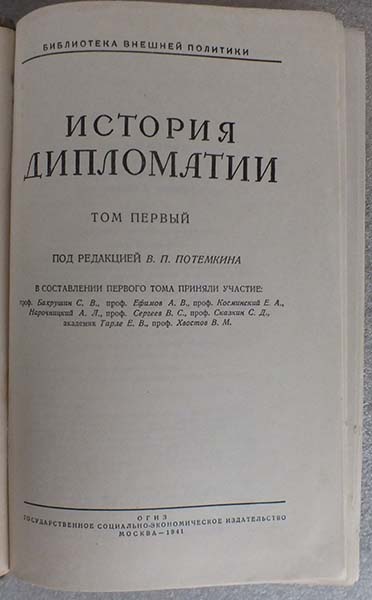 БИБЛИОТЕКА ВНЕШНЕЙ ПОЛИТИКИ
ИСТОРИЯ
ДИПЛОМАТИИ
ТОМ ПЕРВЫЙ
ПОД РЕДАКЦИЕЙ В. П. ПОТЕМКИНА
В СОСТАВЛЕНИИ ПЕРВОГО ТОМА ПРИНЯЛИ УЧАСТИЕ:
проф. Бахрушин С. В., проф. Ефимов А. В., проф. Косминский Е. А.,
Нарочницкий А. Л., проф. Сергеев В. С., проф. Сказкин С. Д.,
академик Тарле Е. В., проф. Хвостов В. М.
ОГИЗ
ГОСУДАРСТВЕННОЕ СОЦИАЛЬНО-ЭКОНОМИЧЕСКОЕ ИЗДАТЕЛЬСТВО
МОСКВА—1941